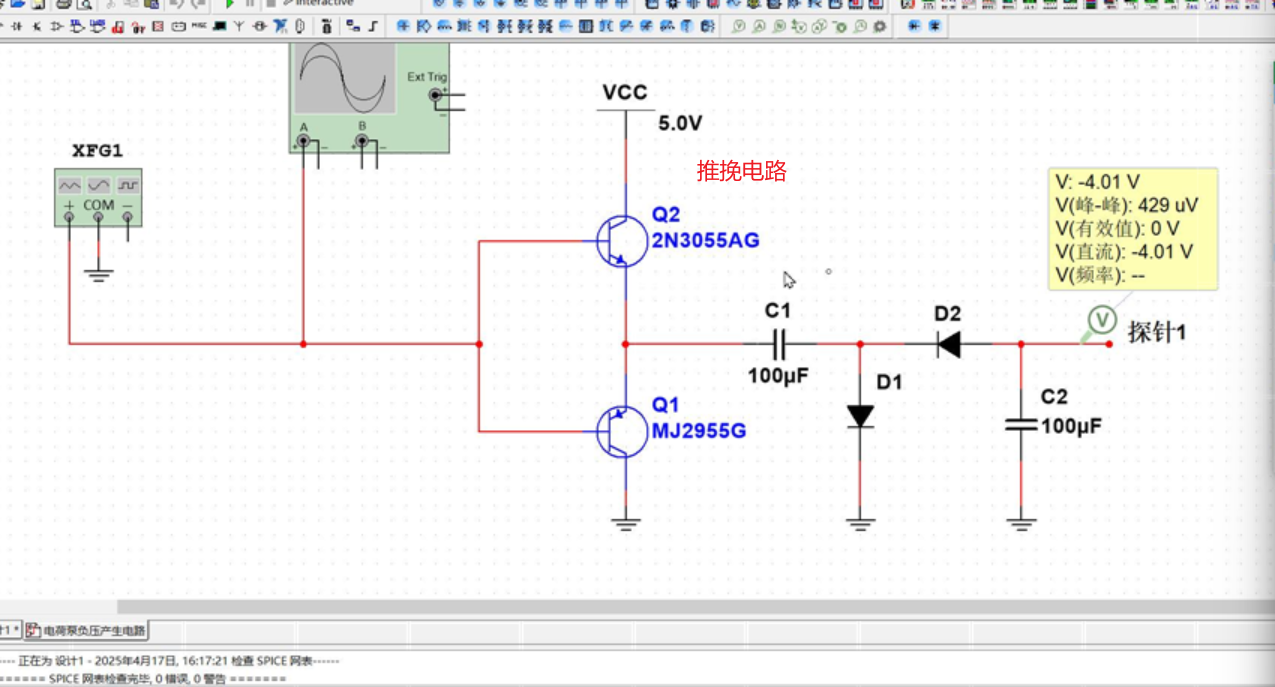 Interactive
MISC
Ext Trig
A
B
VCC
5.0V
XFG1
COM
推挽电路
Q2
2N3055AG
V: -4.01 V
V(峰-峰): 429 uV
V(有效值): 0 V
V(直流): -4.01 V
V(频率): --
C1
100µF
D2
V
探针1
D1
C2
100µF
Q1
MJ2955G
计1 *
电荷泵负压产生电路
---- 正在为 设计1 - 2025年4月17日, 16:17:21 检查 SPICE 网表------
====== SPICE 网表检查完毕, 0 错误, 0 警告 =======